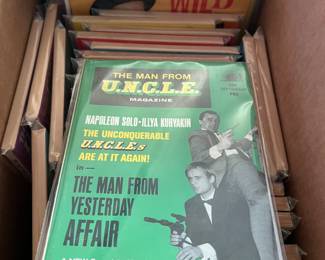 WILD
THE MAN FROM
U.N.C.L.E.
MAGAZINE
NAPOLEON SOLO-ILLYA KURYAKIN
THE UNCONQUERABLE
U.N.C.L.E.s
ARE AT IT AGAIN!
in—
THE MAN FROM
YESTERDAY
AFFAIR